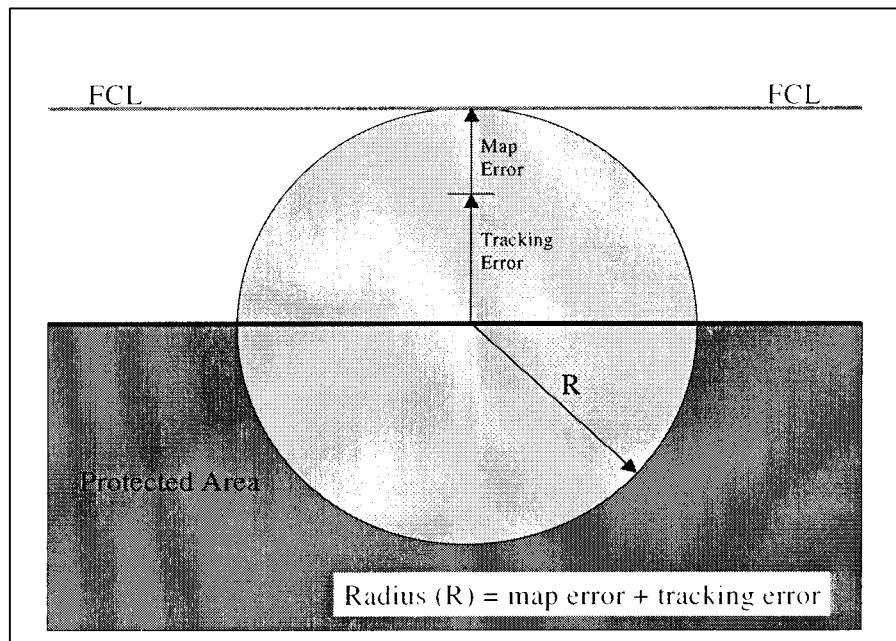 FCL FCL
Map
Error
Tracking
Error
R
Protected Area
Radius (R) = map error + tracking error